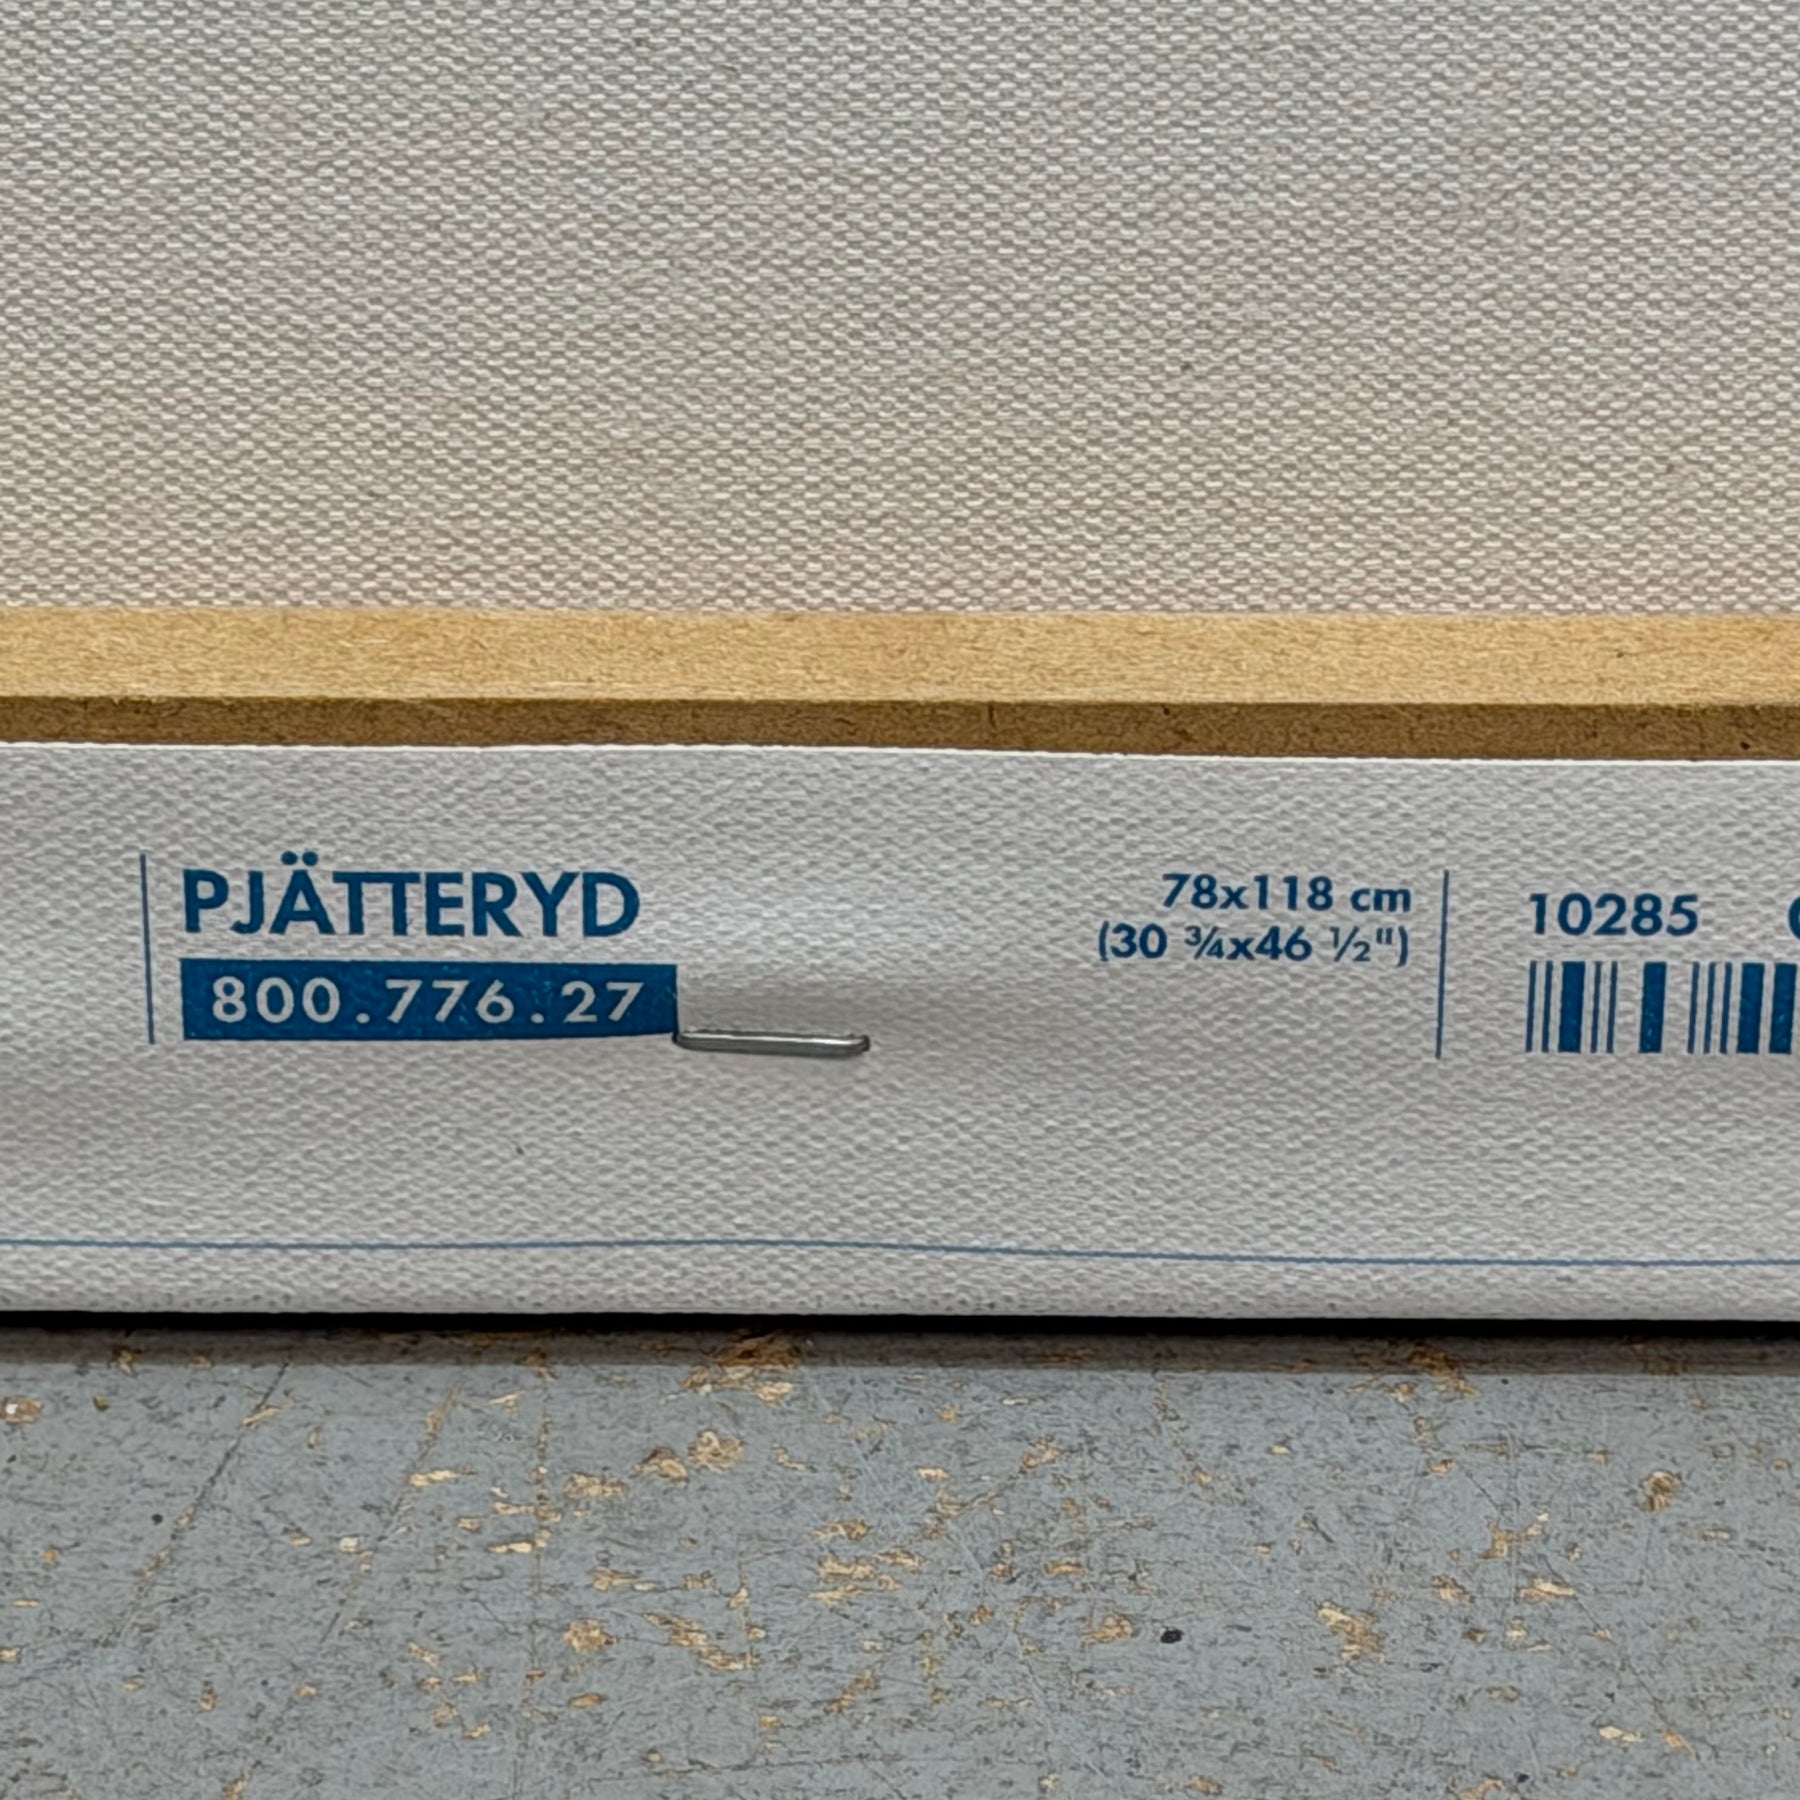 PJÄTTERYD
800.776.27
78x118 cm
(30 ¾x46 ½")
10285